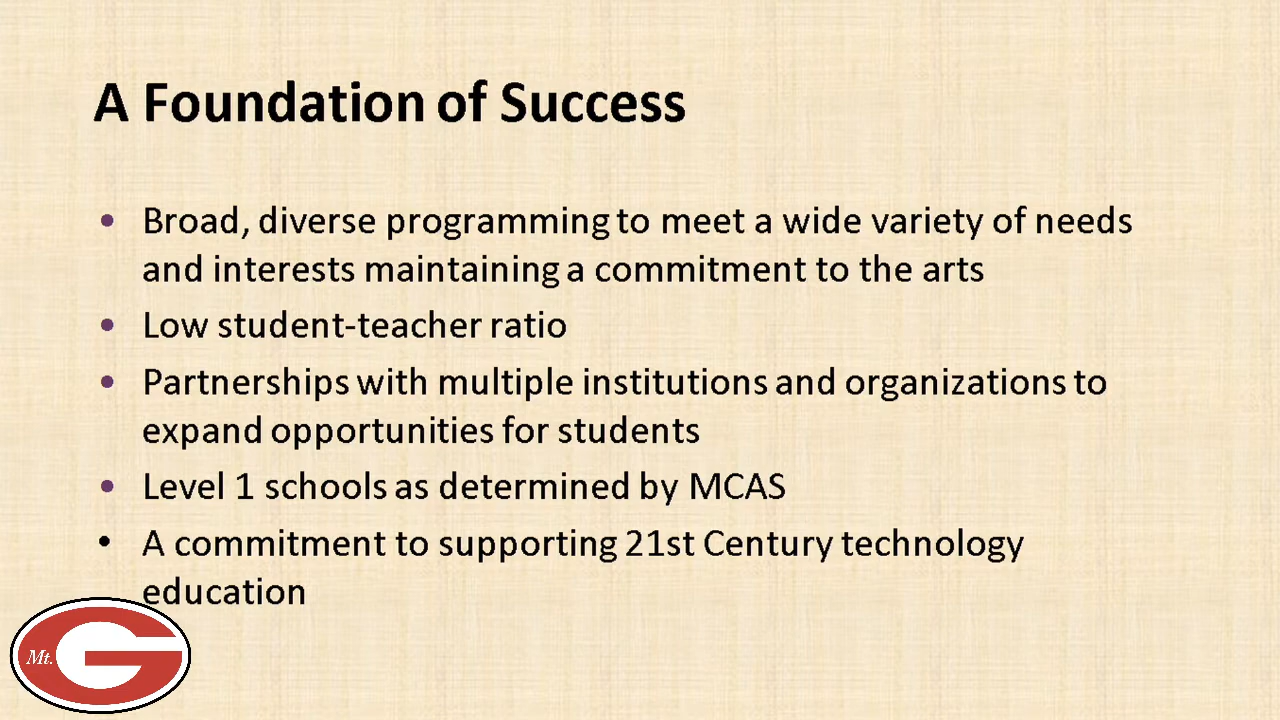 A Foundation of Success
• Broad, diverse programming to meet a wide variety of needs
and interests maintaining a commitment to the arts
• Low student-teacher ratio
• Partnerships with multiple institutions and organizations to
expand opportunities for students
• Level 1 schools as determined by MCAS
• A commitment to supporting 21st Century technology
education
Mt. G